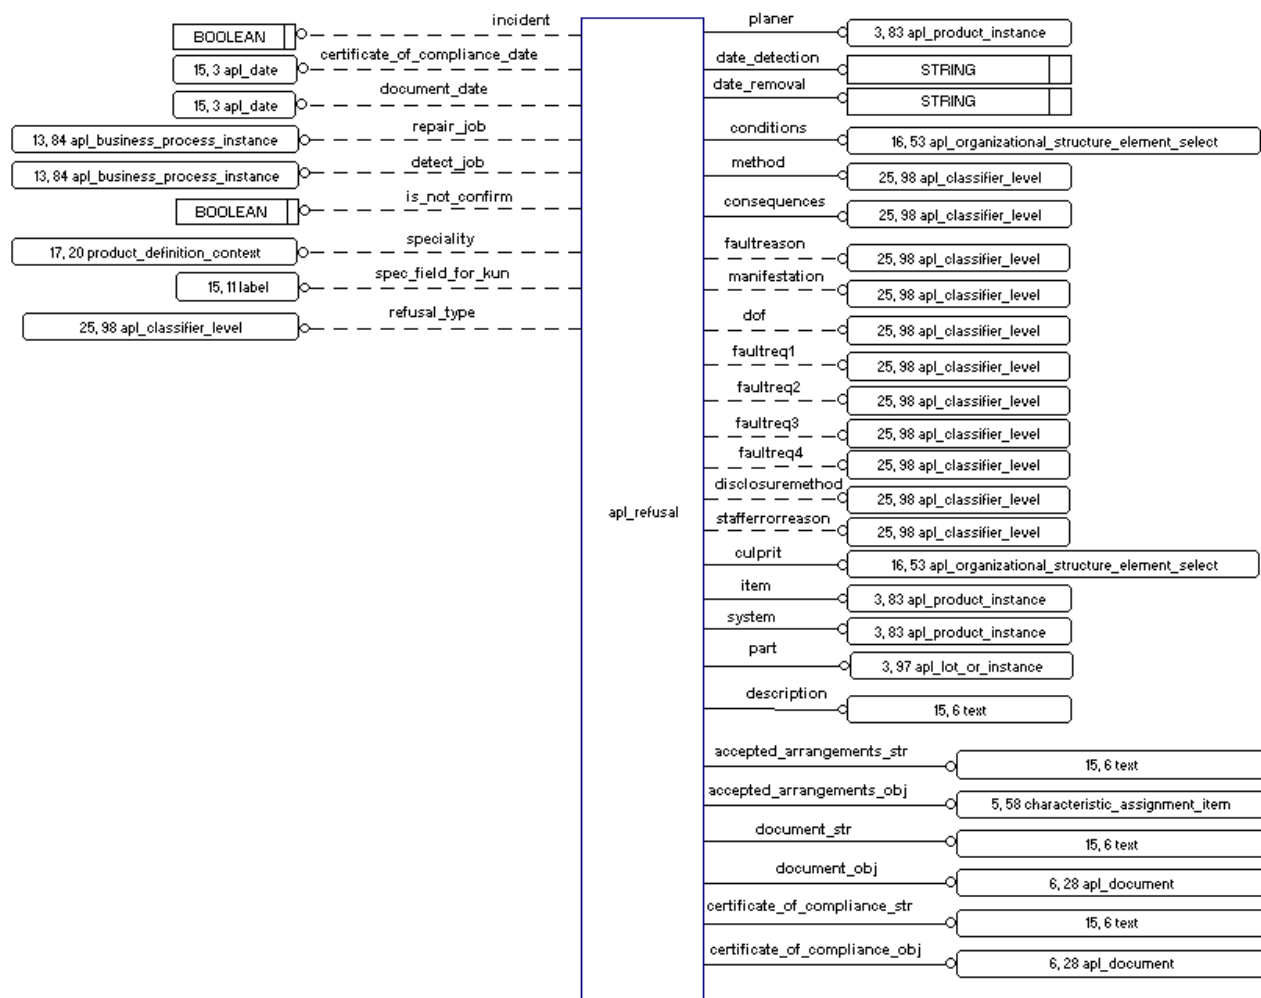 incident
BOOLEAN
certificate_of_compliance_date
15, 3 apl_date
document_date
15, 3 apl_date
repair_job
13, 84 apl_business_process_instance
detect_job
13, 84 apl_business_process_instance
is_not_confirm
BOOLEAN
speciality
17, 20 product_definition_context
spec_field_for_kun
15, 11 label
refusal_type
25, 98 apl_classifier_level
apl_refusal
planer
3, 83 apl_product_instance
date_detection
STRING
date_removal
STRING
conditions
16, 53 apl_organizational_structure_element_select
method
25, 98 apl_classifier_level
consequences
25, 98 apl_classifier_level
faultreason
25, 98 apl_classifier_level
manifestation
25, 98 apl_classifier_level
dof
25, 98 apl_classifier_level
faultreq1
25, 98 apl_classifier_level
faultreq2
25, 98 apl_classifier_level
faultreq3
25, 98 apl_classifier_level
faultreq4
25, 98 apl_classifier_level
disclosuremethod
25, 98 apl_classifier_level
stafferrorreason
25, 98 apl_classifier_level
culprit
16, 53 apl_organizational_structure_element_select
item
3, 83 apl_product_instance
system
3, 83 apl_product_instance
part
3, 97 apl_lot_or_instance
description
15, 6 text
accepted_arrangements_str
15, 6 text
accepted_arrangements_obj
5, 58 characteristic_assignment_item
document_str
15, 6 text
document_obj
6, 28 apl_document
certificate_of_compliance_str
15, 6 text
certificate_of_compliance_obj
6, 28 apl_document